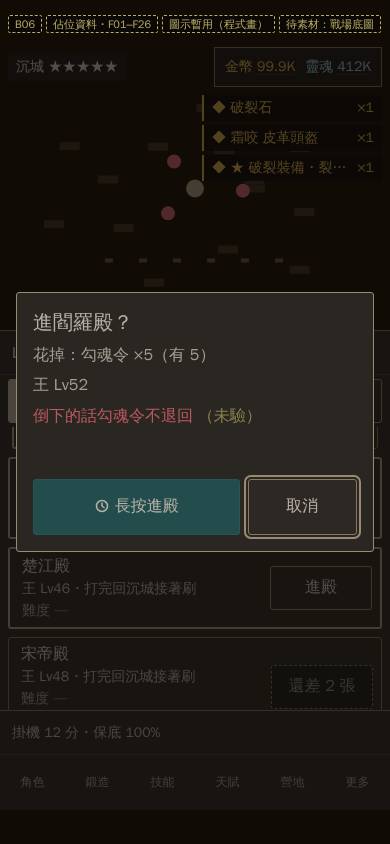 B06 佔位資料・F01–F26 圖示暫用（程式畫） 待素材：戰場底圖
沉城 ★★★★★ 金幣 99.9K 靈魂 412K
◆ 破裂石 ×1
◆ 霜咬 皮革頭盔 ×1
◆ ★ 破裂裝備・裂⋯ ×1
進閻羅殿？
花掉：勾魂令 ×5（有 5）
王 Lv52
倒下的話勾魂令不退回 （未驗）
長按進殿 取消
楚江殿
王 Lv46・打完回沉城接著刷
難度 —
進殿
宋帝殿
王 Lv48・打完回沉城接著刷
難度 —
還差 2 張
掛機 12 分・保底 100%
角色 鍛造 技能 天賦 營地 更多